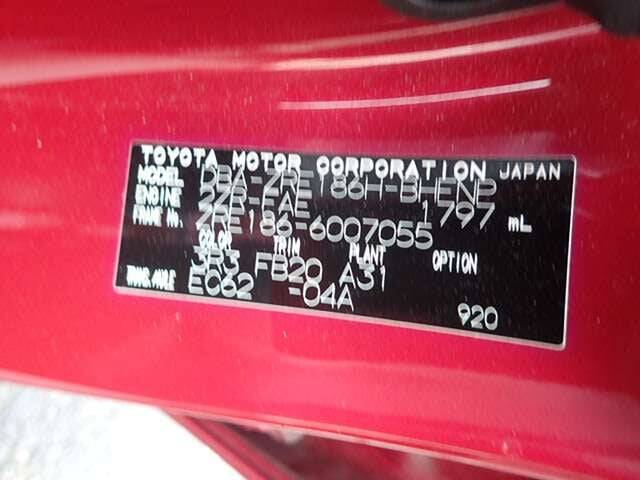 TOYOTA MOTOR CORPORATION JAPAN
MODEL DBA-ZRE186H-BHENP
ENGINE 2ZR-FAE 1797 mL
FRAME No. ZRE186-6007055
COLOR TRIM PLANT OPTION
3R3 FB20 A31
TRANS./AXLE EC62 -04A
920